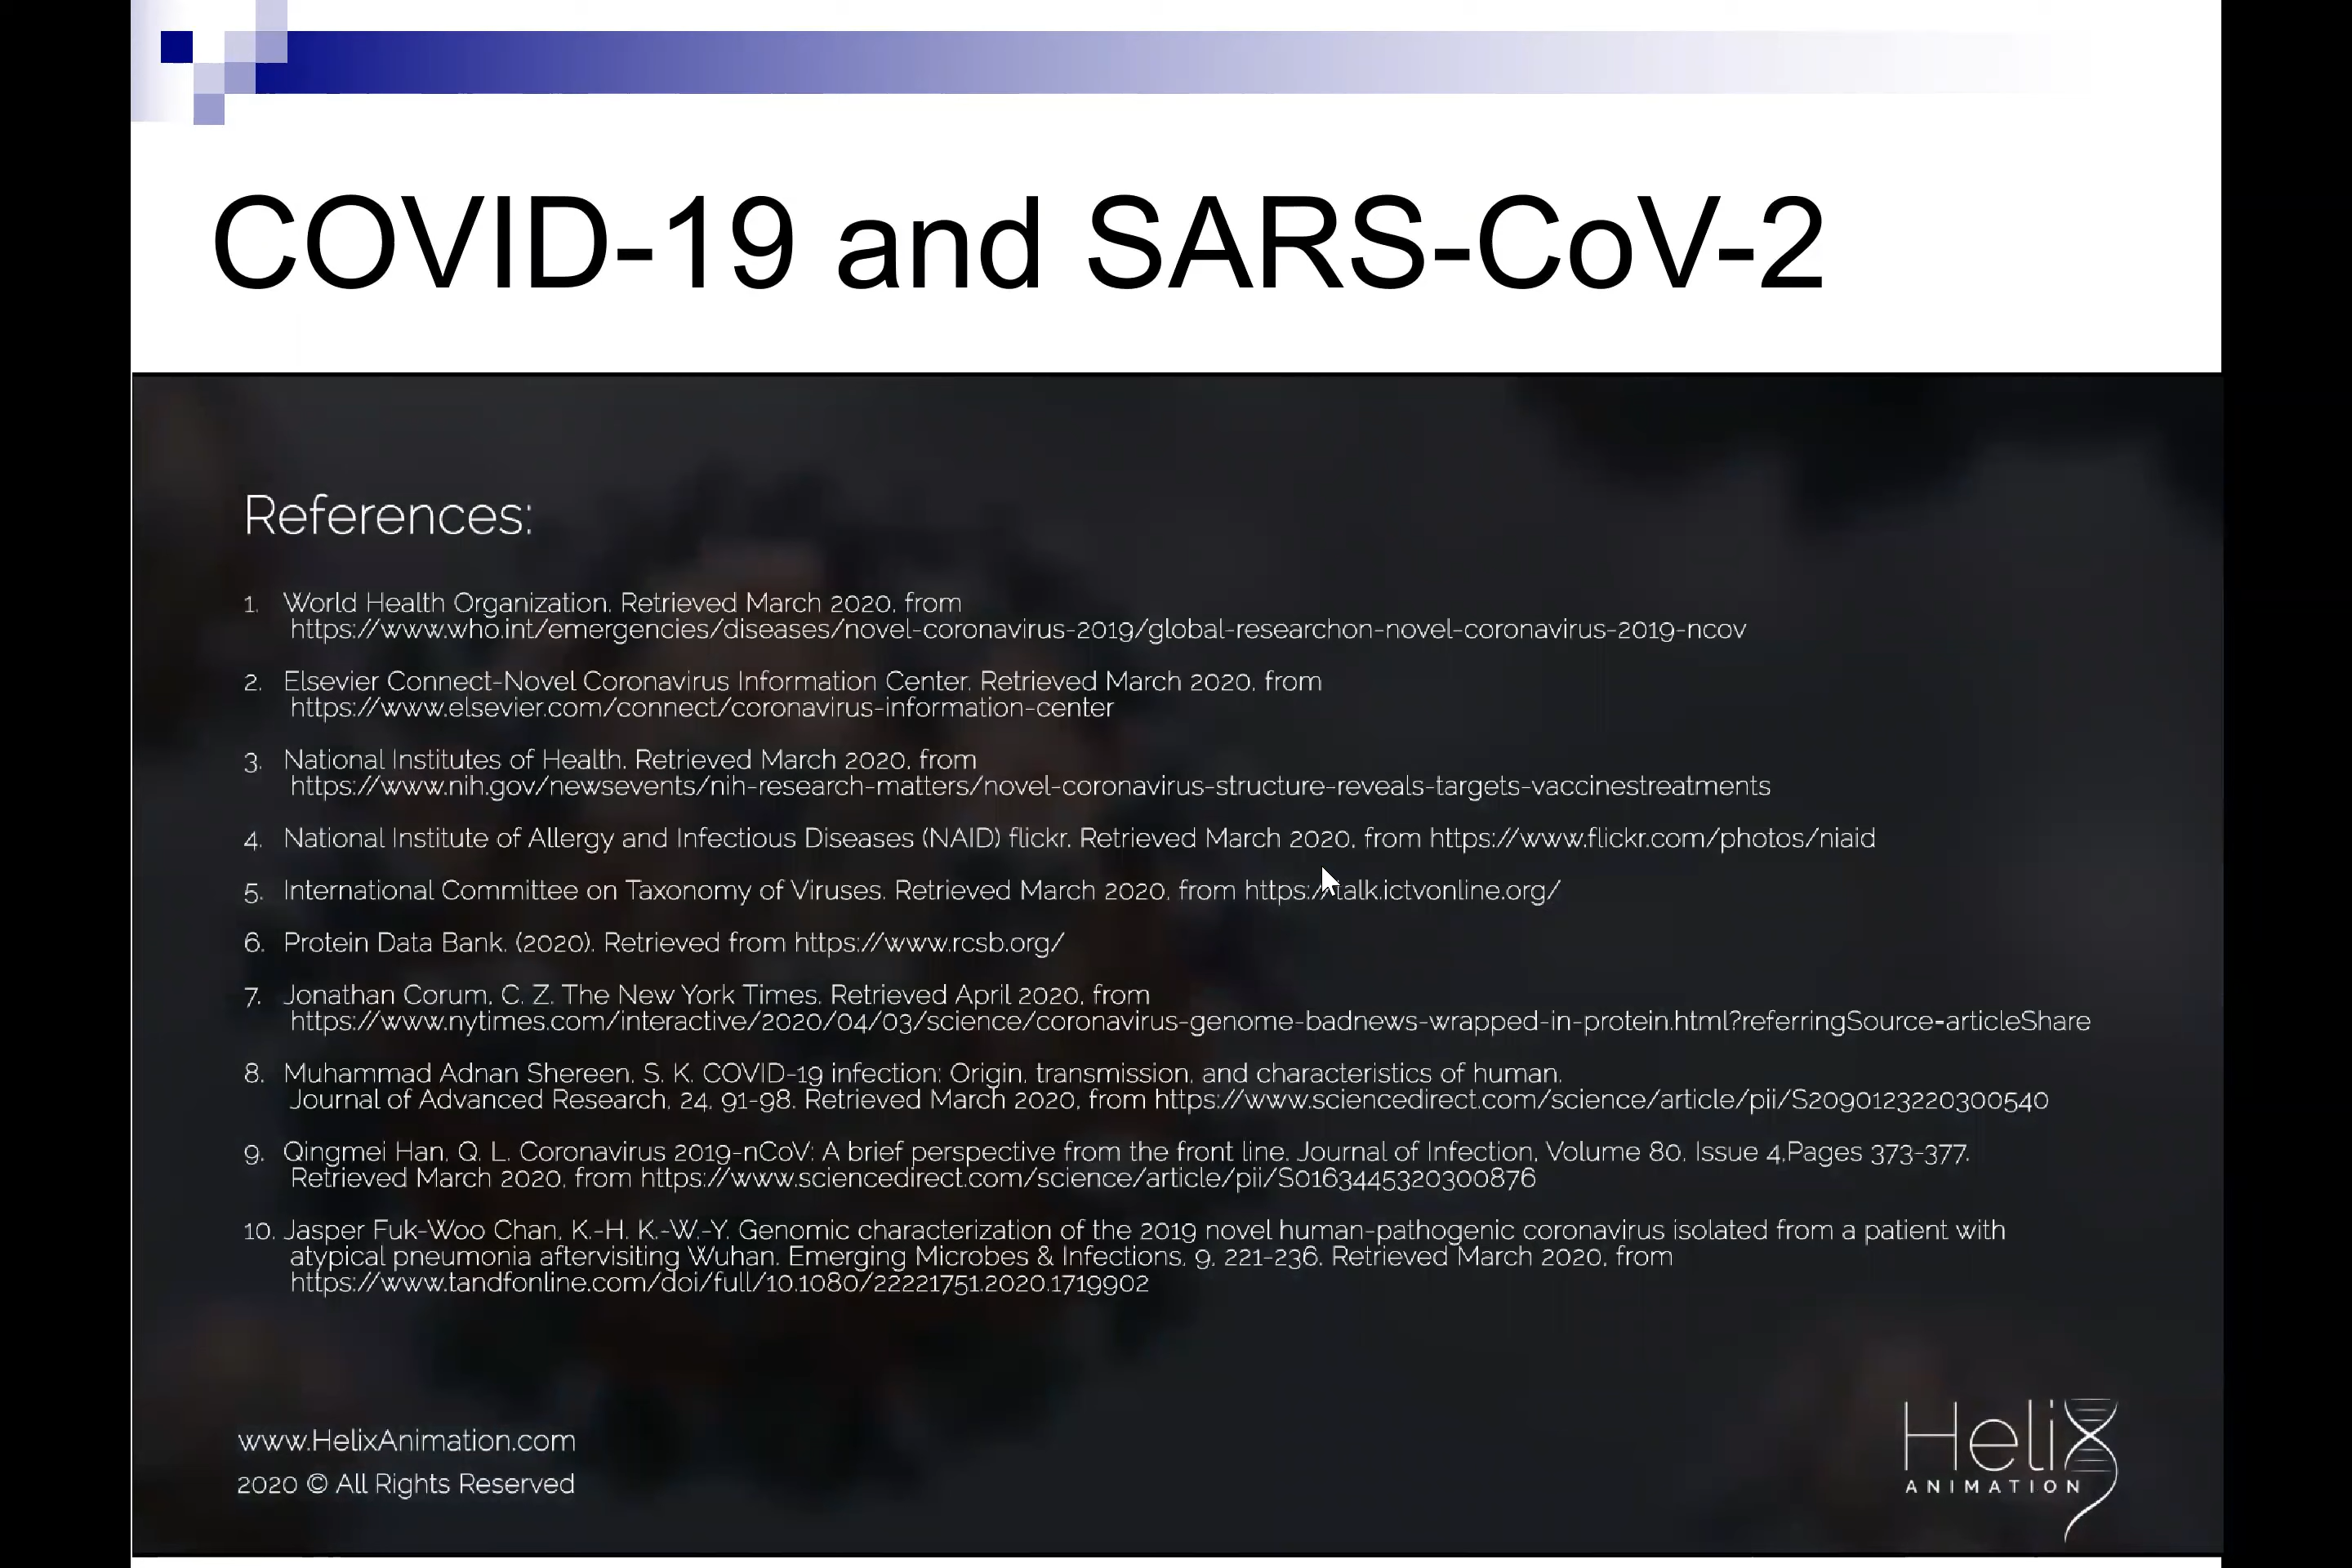 COVID-19 and SARS-CoV-2
References:
1. World Health Organization. Retrieved March 2020, from
https://www.who.int/emergencies/diseases/novel-coronavirus-2019/global-researchon-novel-coronavirus-2019-ncov
2. Elsevier Connect-Novel Coronavirus Information Center. Retrieved March 2020, from
https://www.elsevier.com/connect/coronavirus-information-center
3. National Institutes of Health. Retrieved March 2020, from
https://www.nih.gov/newsevents/nih-research-matters/novel-coronavirus-structure-reveals-targets-vaccinestreatments
4. National Institute of Allergy and Infectious Diseases (NAID) flickr. Retrieved March 2020, from https://www.flickr.com/photos/niaid
5. International Committee on Taxonomy of Viruses. Retrieved March 2020, from https://talk.ictvonline.org/
6. Protein Data Bank. (2020). Retrieved from https://www.rcsb.org/
7. Jonathan Corum, C. Z. The New York Times. Retrieved April 2020, from
https://www.nytimes.com/interactive/2020/04/03/science/coronavirus-genome-badnews-wrapped-in-protein.html?referringSource=articleShare
8. Muhammad Adnan Shereen, S. K. COVID-19 infection: Origin, transmission, and characteristics of human.
Journal of Advanced Research, 24, 91-98. Retrieved March 2020, from https://www.sciencedirect.com/science/article/pii/S2090123220300540
9. Qingmei Han, Q. L. Coronavirus 2019-nCoV: A brief perspective from the front line. Journal of Infection, Volume 80, Issue 4,Pages 373-377.
Retrieved March 2020, from https://www.sciencedirect.com/science/article/pii/S0163445320300876
10. Jasper Fuk-Woo Chan, K.-H. K.-W.-Y. Genomic characterization of the 2019 novel human-pathogenic coronavirus isolated from a patient with
atypical pneumonia aftervisiting Wuhan. Emerging Microbes & Infections, 9, 221-236. Retrieved March 2020, from
https://www.tandfonline.com/doi/full/10.1080/22221751.2020.1719902
www.HelixAnimation.com
2020 © All Rights Reserved
Helix
ANIMATION